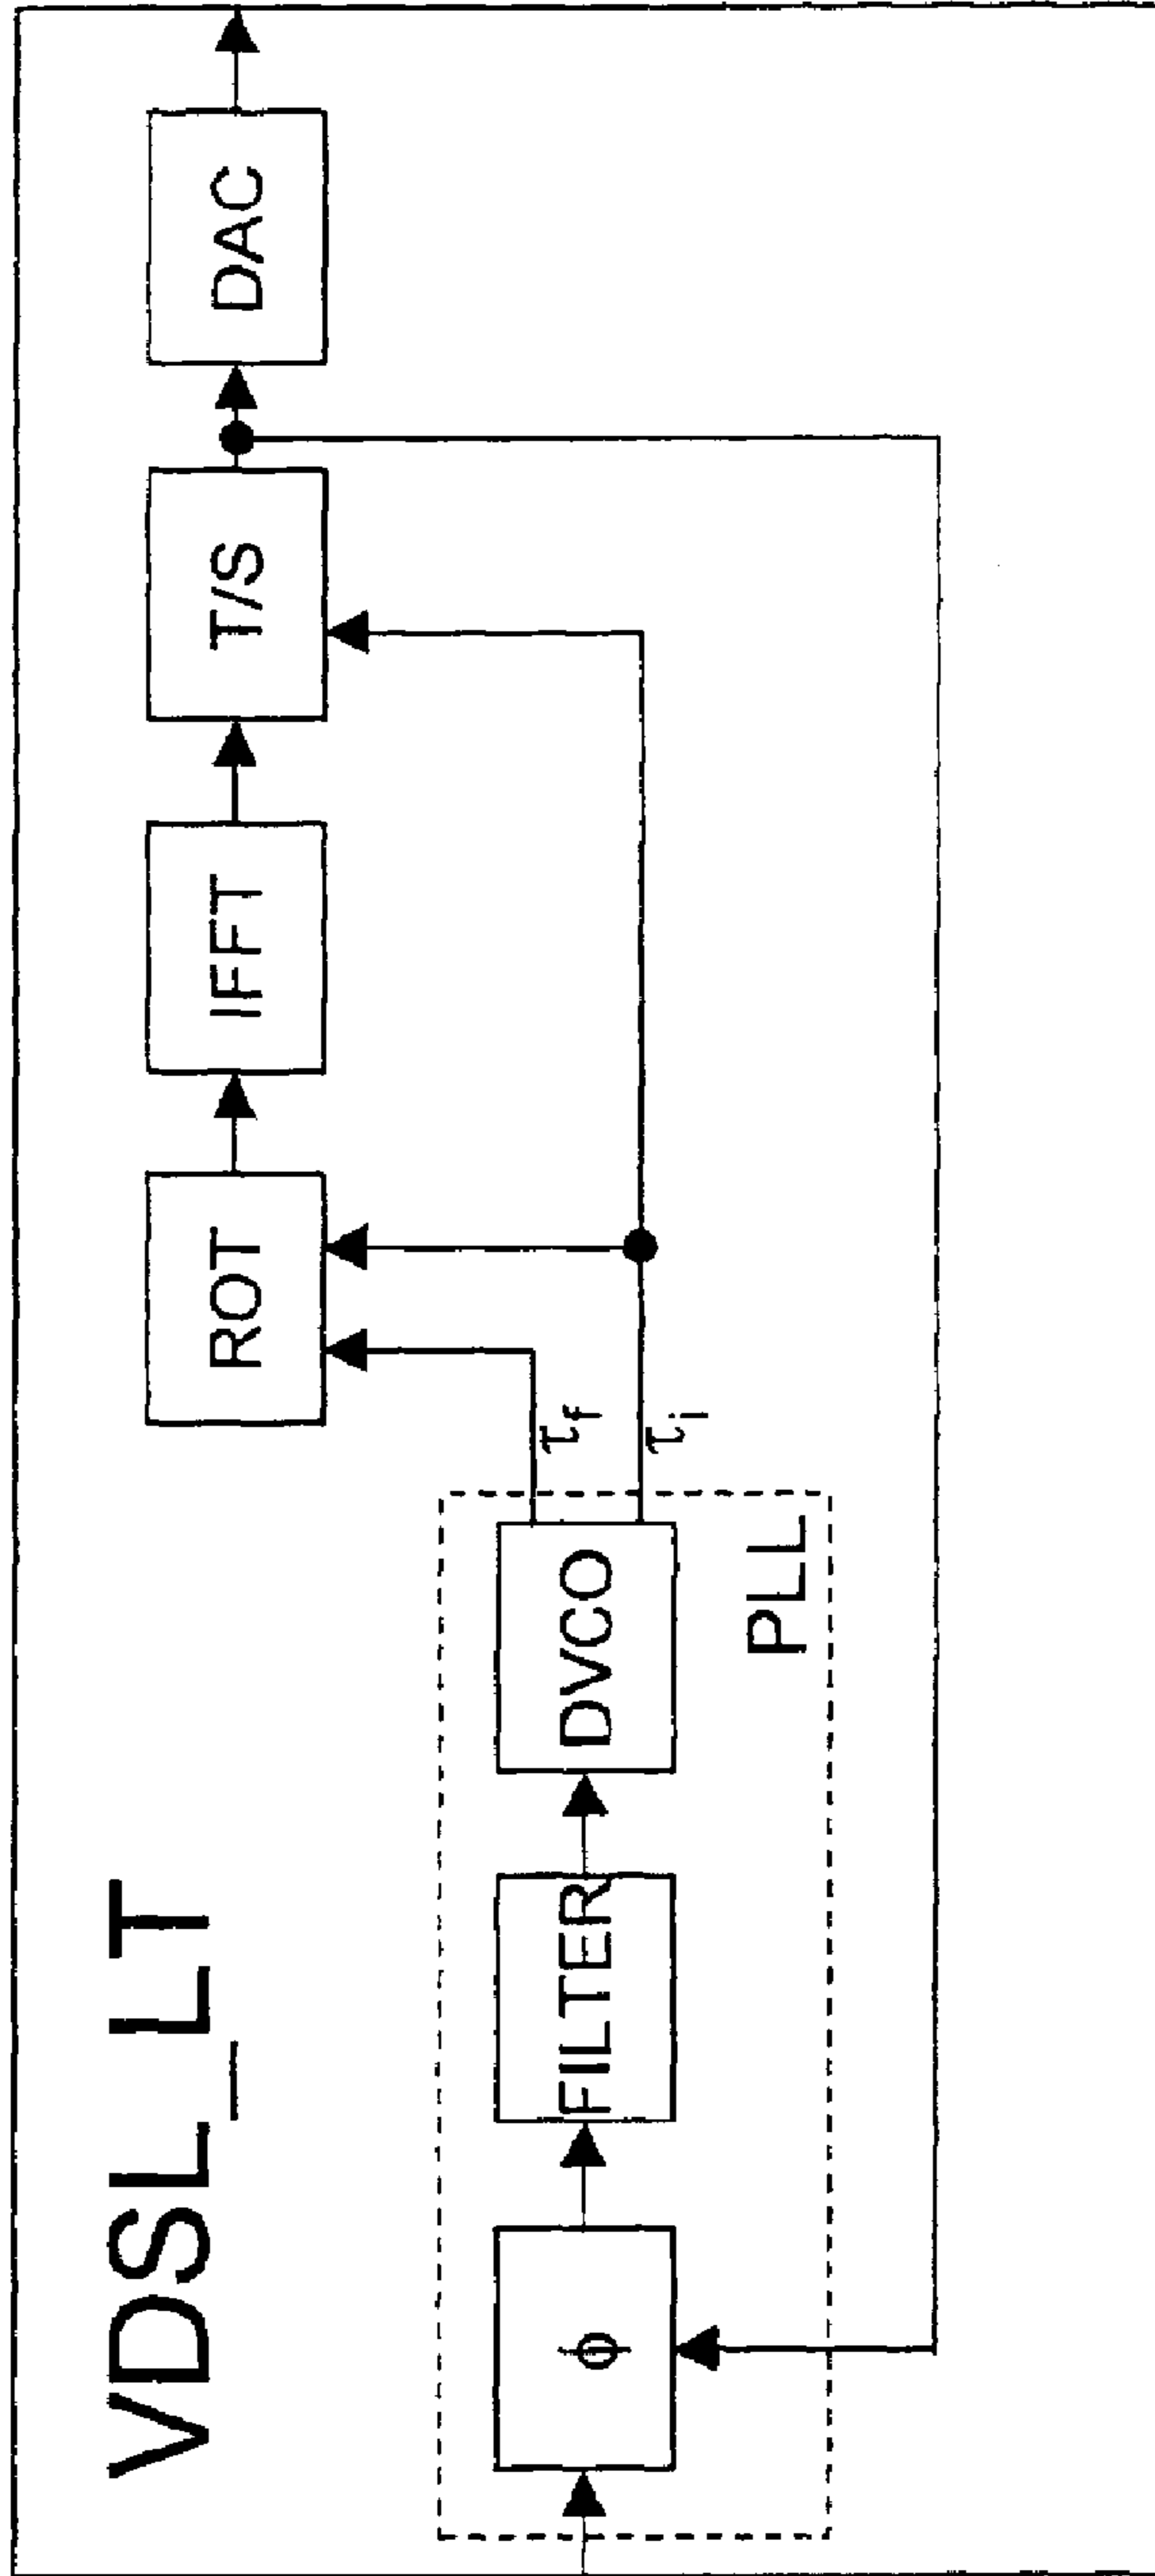 VDSL_LT
ROT
IFFT
T/S
DAC
τf
τi
ϕ
FILTER
DVCO
PLL